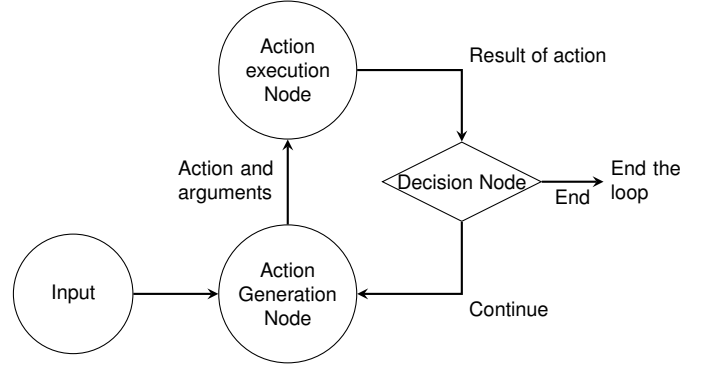 Action
execution
Node
Result of action
Action and
arguments
Decision Node
End
End the
loop
Input
Action
Generation
Node
Continue